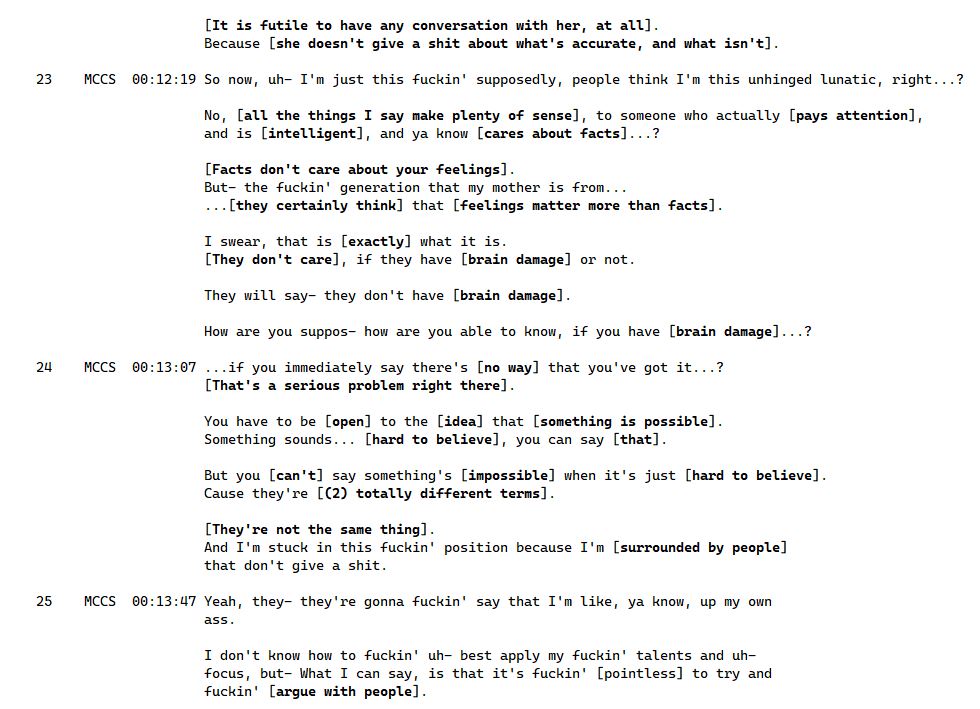 [It is futile to have any conversation with her, at all].
Because [she doesn't give a shit about what's accurate, and what isn't].
23 MCCS 00:12:19 So now, uh– I'm just this fuckin' supposedly, people think I'm this unhinged lunatic, right...?
No, [all the things I say make plenty of sense], to someone who actually [pays attention],
and is [intelligent], and ya know [cares about facts]...?
[Facts don't care about your feelings].
But– the fuckin' generation that my mother is from...
...[they certainly think] that [feelings matter more than facts].
I swear, that is [exactly] what it is.
[They don't care], if they have [brain damage] or not.
They will say– they don't have [brain damage].
How are you suppos– how are you able to know, if you have [brain damage]...?
24 MCCS 00:13:07 ...if you immediately say there's [no way] that you've got it...?
[That's a serious problem right there].
You have to be [open] to the [idea] that [something is possible].
Something sounds... [hard to believe], you can say [that].
But you [can't] say something's [impossible] when it's just [hard to believe].
Cause they're [(2) totally different terms].
[They're not the same thing].
And I'm stuck in this fuckin' position because I'm [surrounded by people]
that don't give a shit.
25 MCCS 00:13:47 Yeah, they– they're gonna fuckin' say that I'm like, ya know, up my own
ass.
I don't know how to fuckin' uh– best apply my fuckin' talents and uh–
focus, but– What I can say, is that it's fuckin' [pointless] to try and
fuckin' [argue with people].